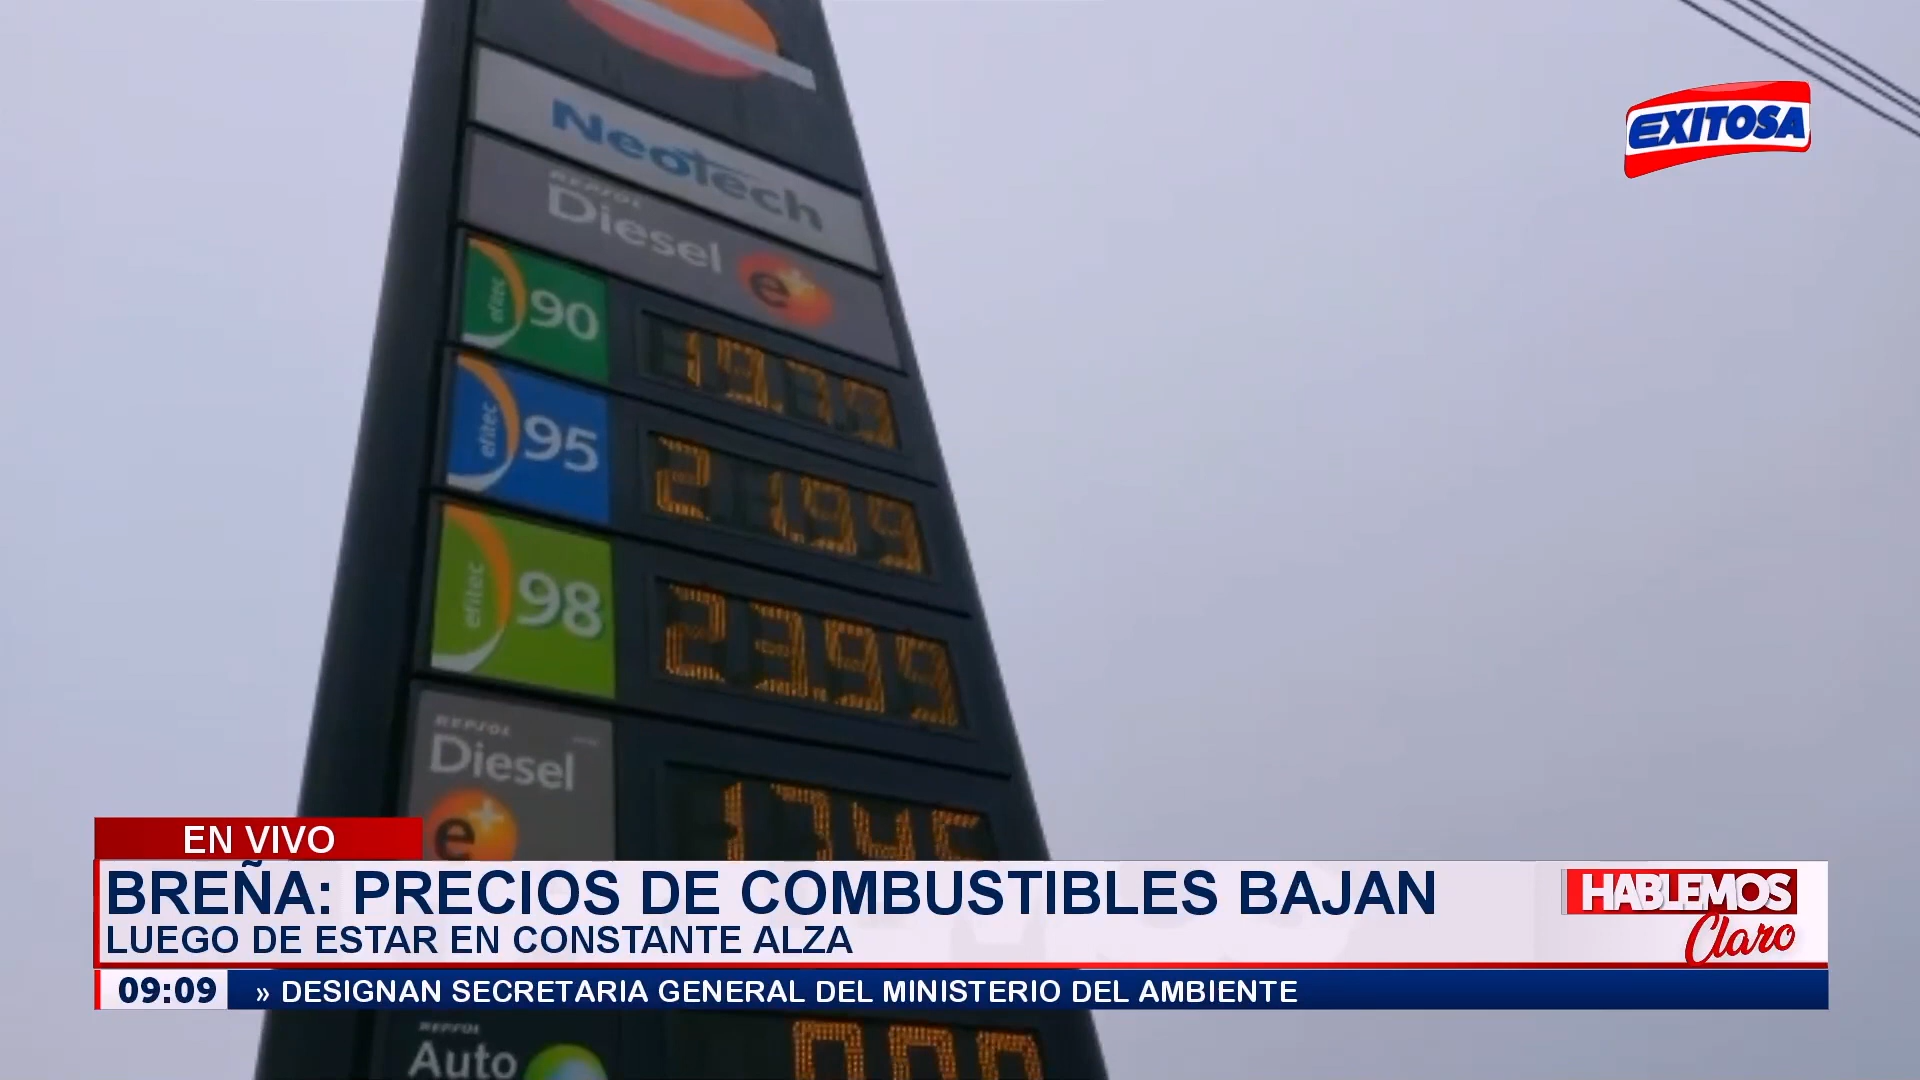 Neotech
REPSOL
Diesel e+
efitec 90 19.79
efitec 95 21.99
efitec 98 23.99
REPSOL
Diesel
e+
EXITOSA
EN VIVO
BREÑA: PRECIOS DE COMBUSTIBLES BAJAN
LUEGO DE ESTAR EN CONSTANTE ALZA
HABLEMOS
Claro
09:09 » DESIGNAN SECRETARIA GENERAL DEL MINISTERIO DEL AMBIENTE
REPSOL
Auto